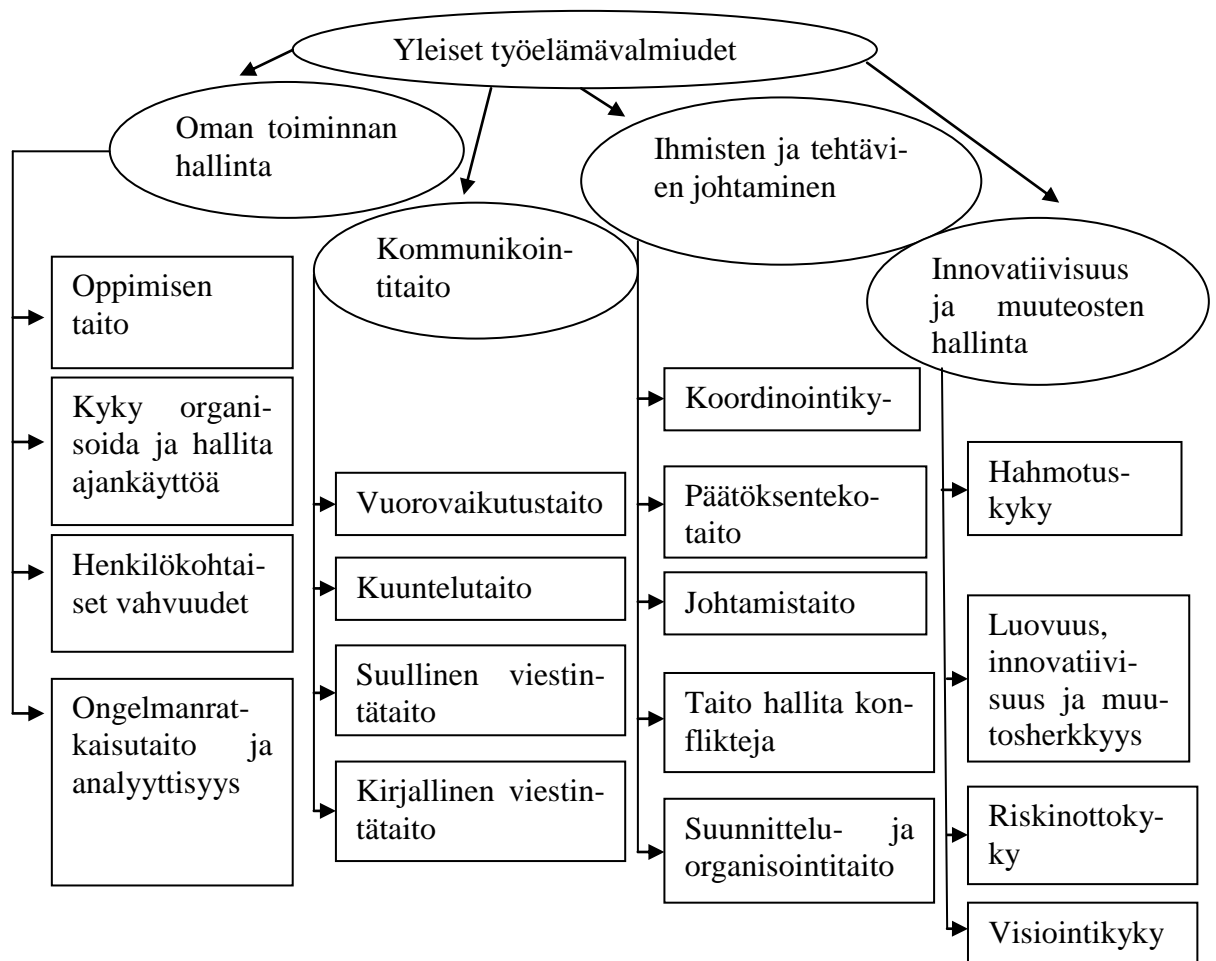 Yleiset työelämävalmiudet
Oman toiminnan
hallinta
Ihmisten ja tehtävi-
en johtaminen
Kommunikoin-
titaito
Innovatiivisuus
ja muuteosten
hallinta
Oppimisen
taito
Kyky organi-
soida ja hallita
ajankäyttöä
Henkilökohtai-
set vahvuudet
Ongelmanrat-
kaisutaito ja
analyyttisyys
Vuorovaikutustaito
Kuuntelutaito
Suullinen viestin-
tätaito
Kirjallinen viestin-
tätaito
Koordinointiky-
Päätöksenteko-
taito
Johtamistaito
Taito hallita kon-
flikteja
Suunnittelu- ja
organisointitaito
Hahmotus-
kyky
Luovuus,
innovatiivi-
suus ja muu-
tosherkkyys
Riskinottoky-
ky
Visiointikyky